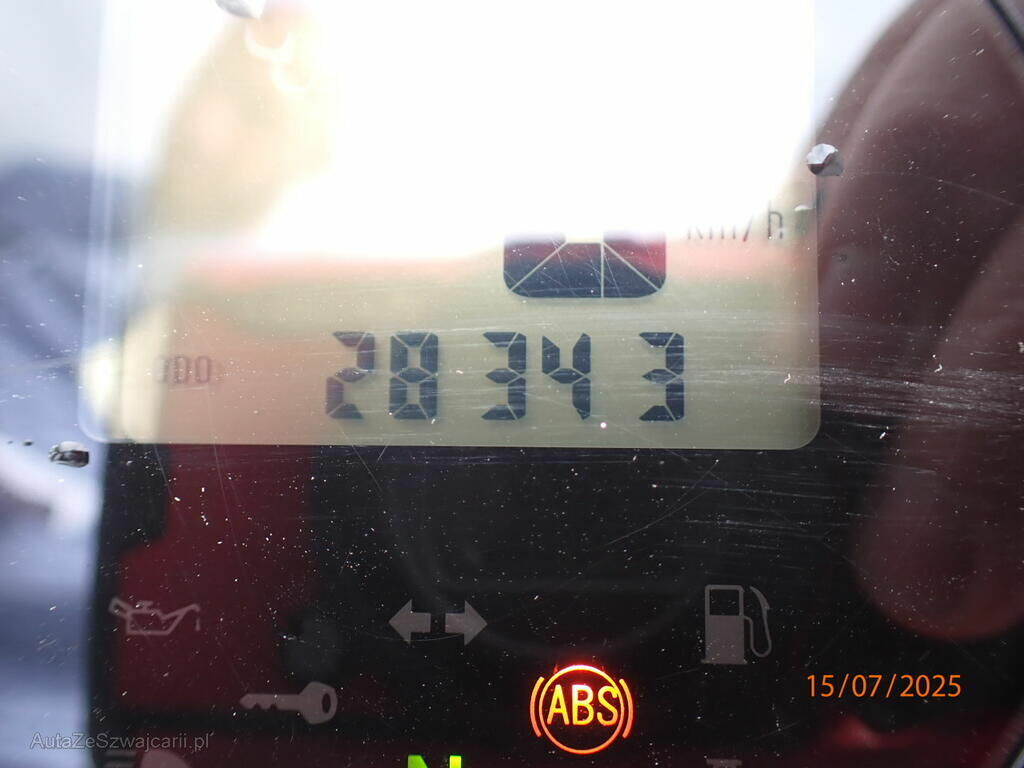 km/h
ODO 28343
ABS
15/07/2025
AutaZeSzwajcarii.pl
N